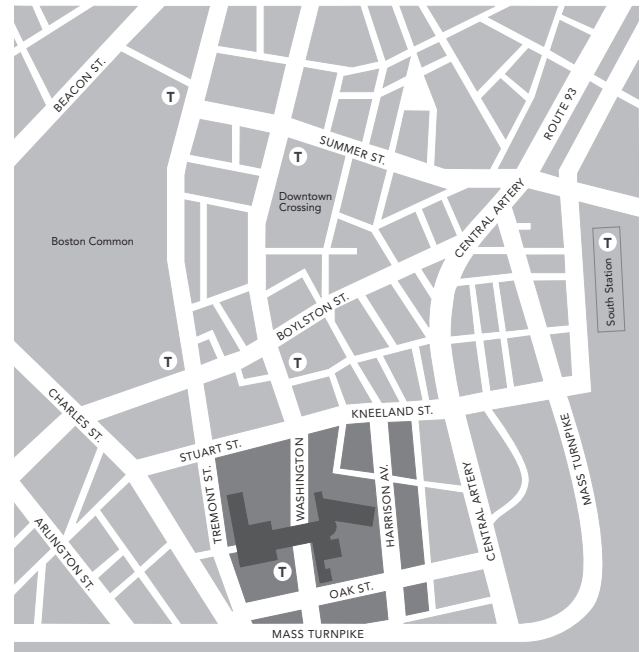 BEACON ST.
T
ROUTE 93
SUMMER ST.
T
Downtown
Crossing
CENTRAL ARTERY
Boston Common
T
South Station
BOYLSTON ST.
T
T
CHARLES ST.
KNEELAND ST.
STUART ST.
TREMONT ST.
WASHINGTON
HARRISON AV.
CENTRAL ARTERY
MASS TURNPIKE
ARLINGTON ST.
T
OAK ST.
MASS TURNPIKE